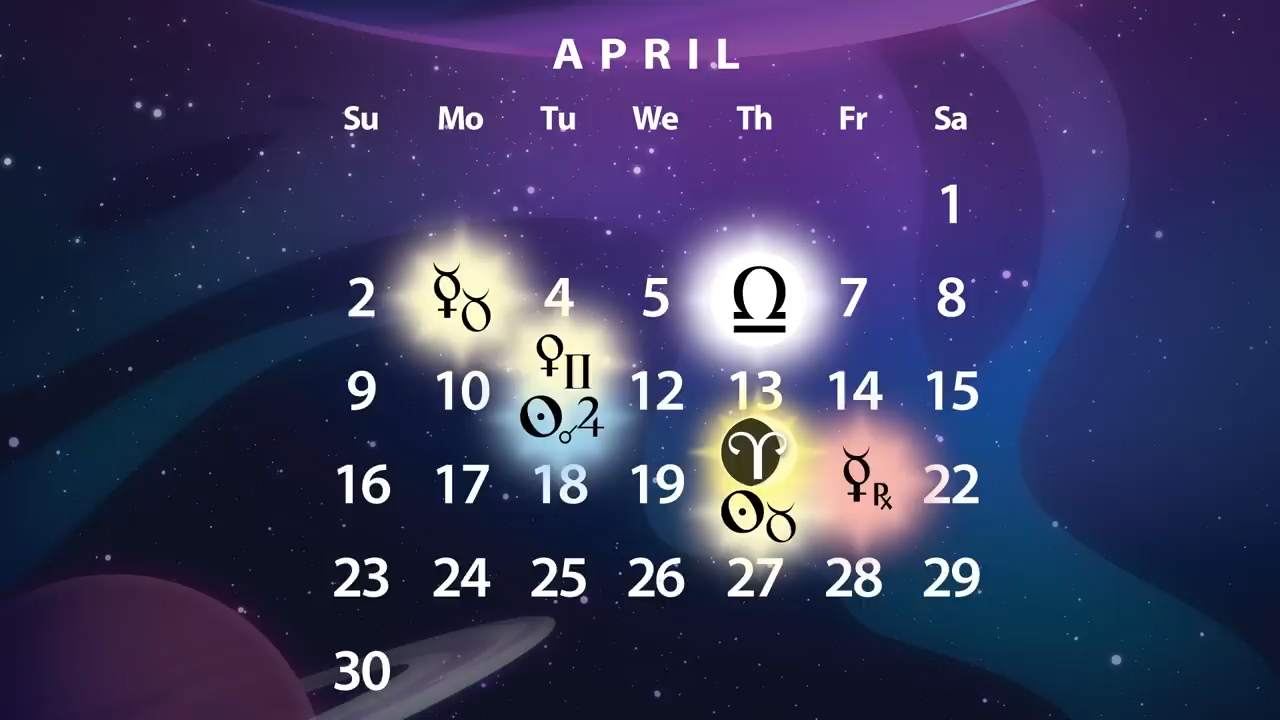 APRIL
Su Mo Tu We Th Fr Sa
1
2 ☿♉ 4 5 ♎ 7 8
9 10 ♀♊ ☉☌♃ 12 13 14 15
16 17 18 19 ♈ ☉♉ ☿℞ 22
23 24 25 26 27 28 29
30